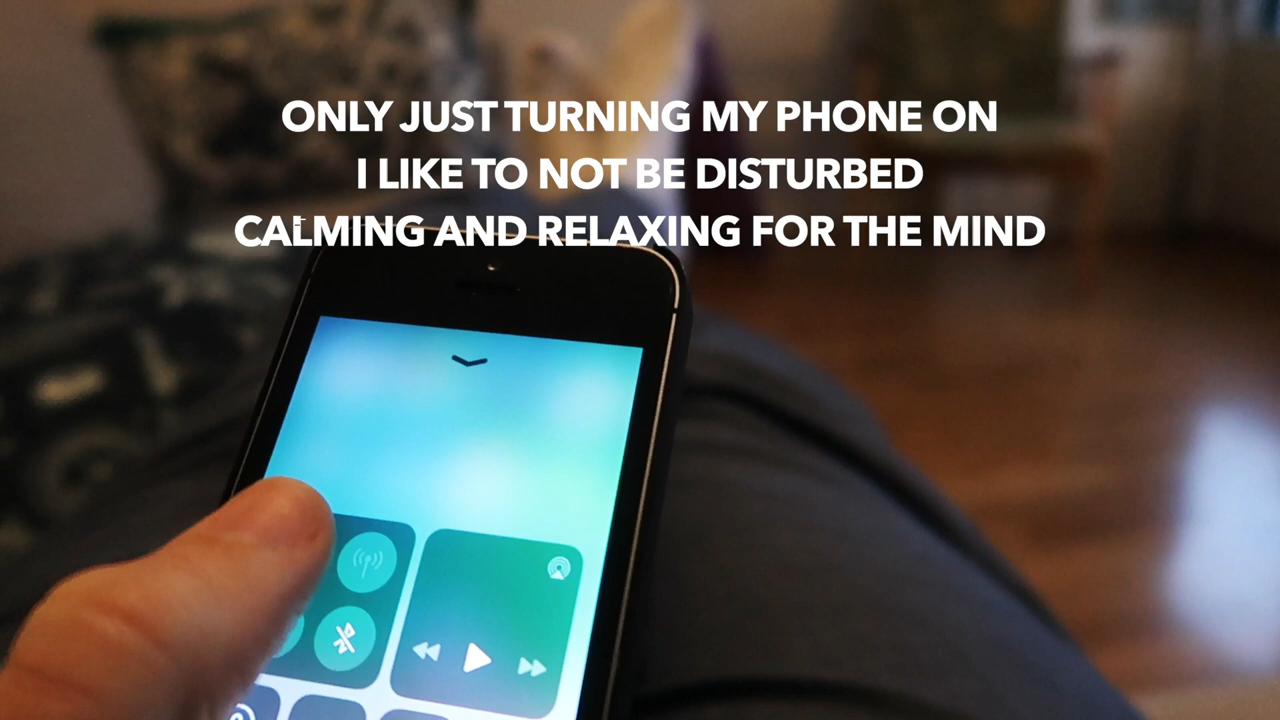 ONLY JUST TURNING MY PHONE ON
I LIKE TO NOT BE DISTURBED
CALMING AND RELAXING FOR THE MIND